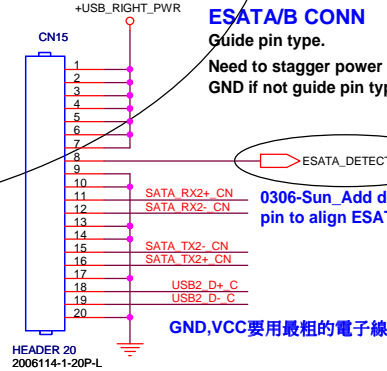 +USB_RIGHT_PWR
ESATA/B CONN
CN15
Guide pin type.
Need to stagger power
GND if not guide pin typ
1
2
3
4
5
6
7
8
ESATA_DETECT
9
10
11 SATA_RX2+_CN
12 SATA_RX2-_CN
0306-Sun_Add d
pin to align ESAT
13
14
15 SATA_TX2-_CN
16 SATA_TX2+_CN
17
18 USB2_D+_C
19 USB2_D-_C
20
GND,VCC要用最粗的電子線
HEADER 20
2006114-1-20P-L